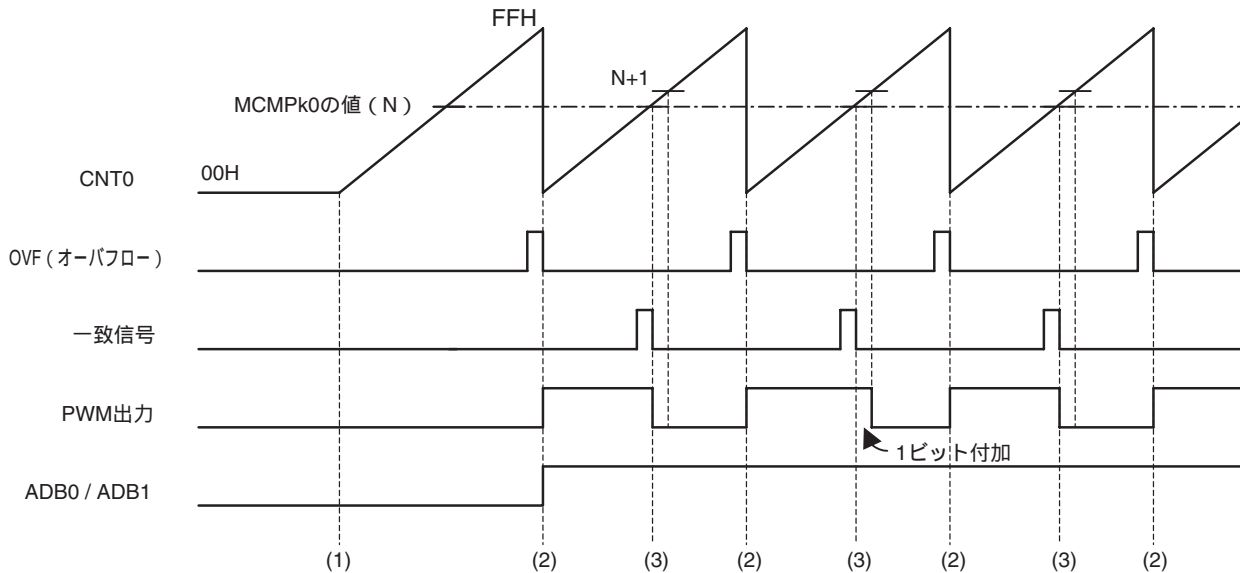 FFH
N+1
MCMPk0の値（N）
00H
CNT0
OVF（オーバフロー）
一致信号
PWM出力
1ビット付加
ADB0 / ADB1
(1) (2) (3) (2) (3) (2) (3) (2)